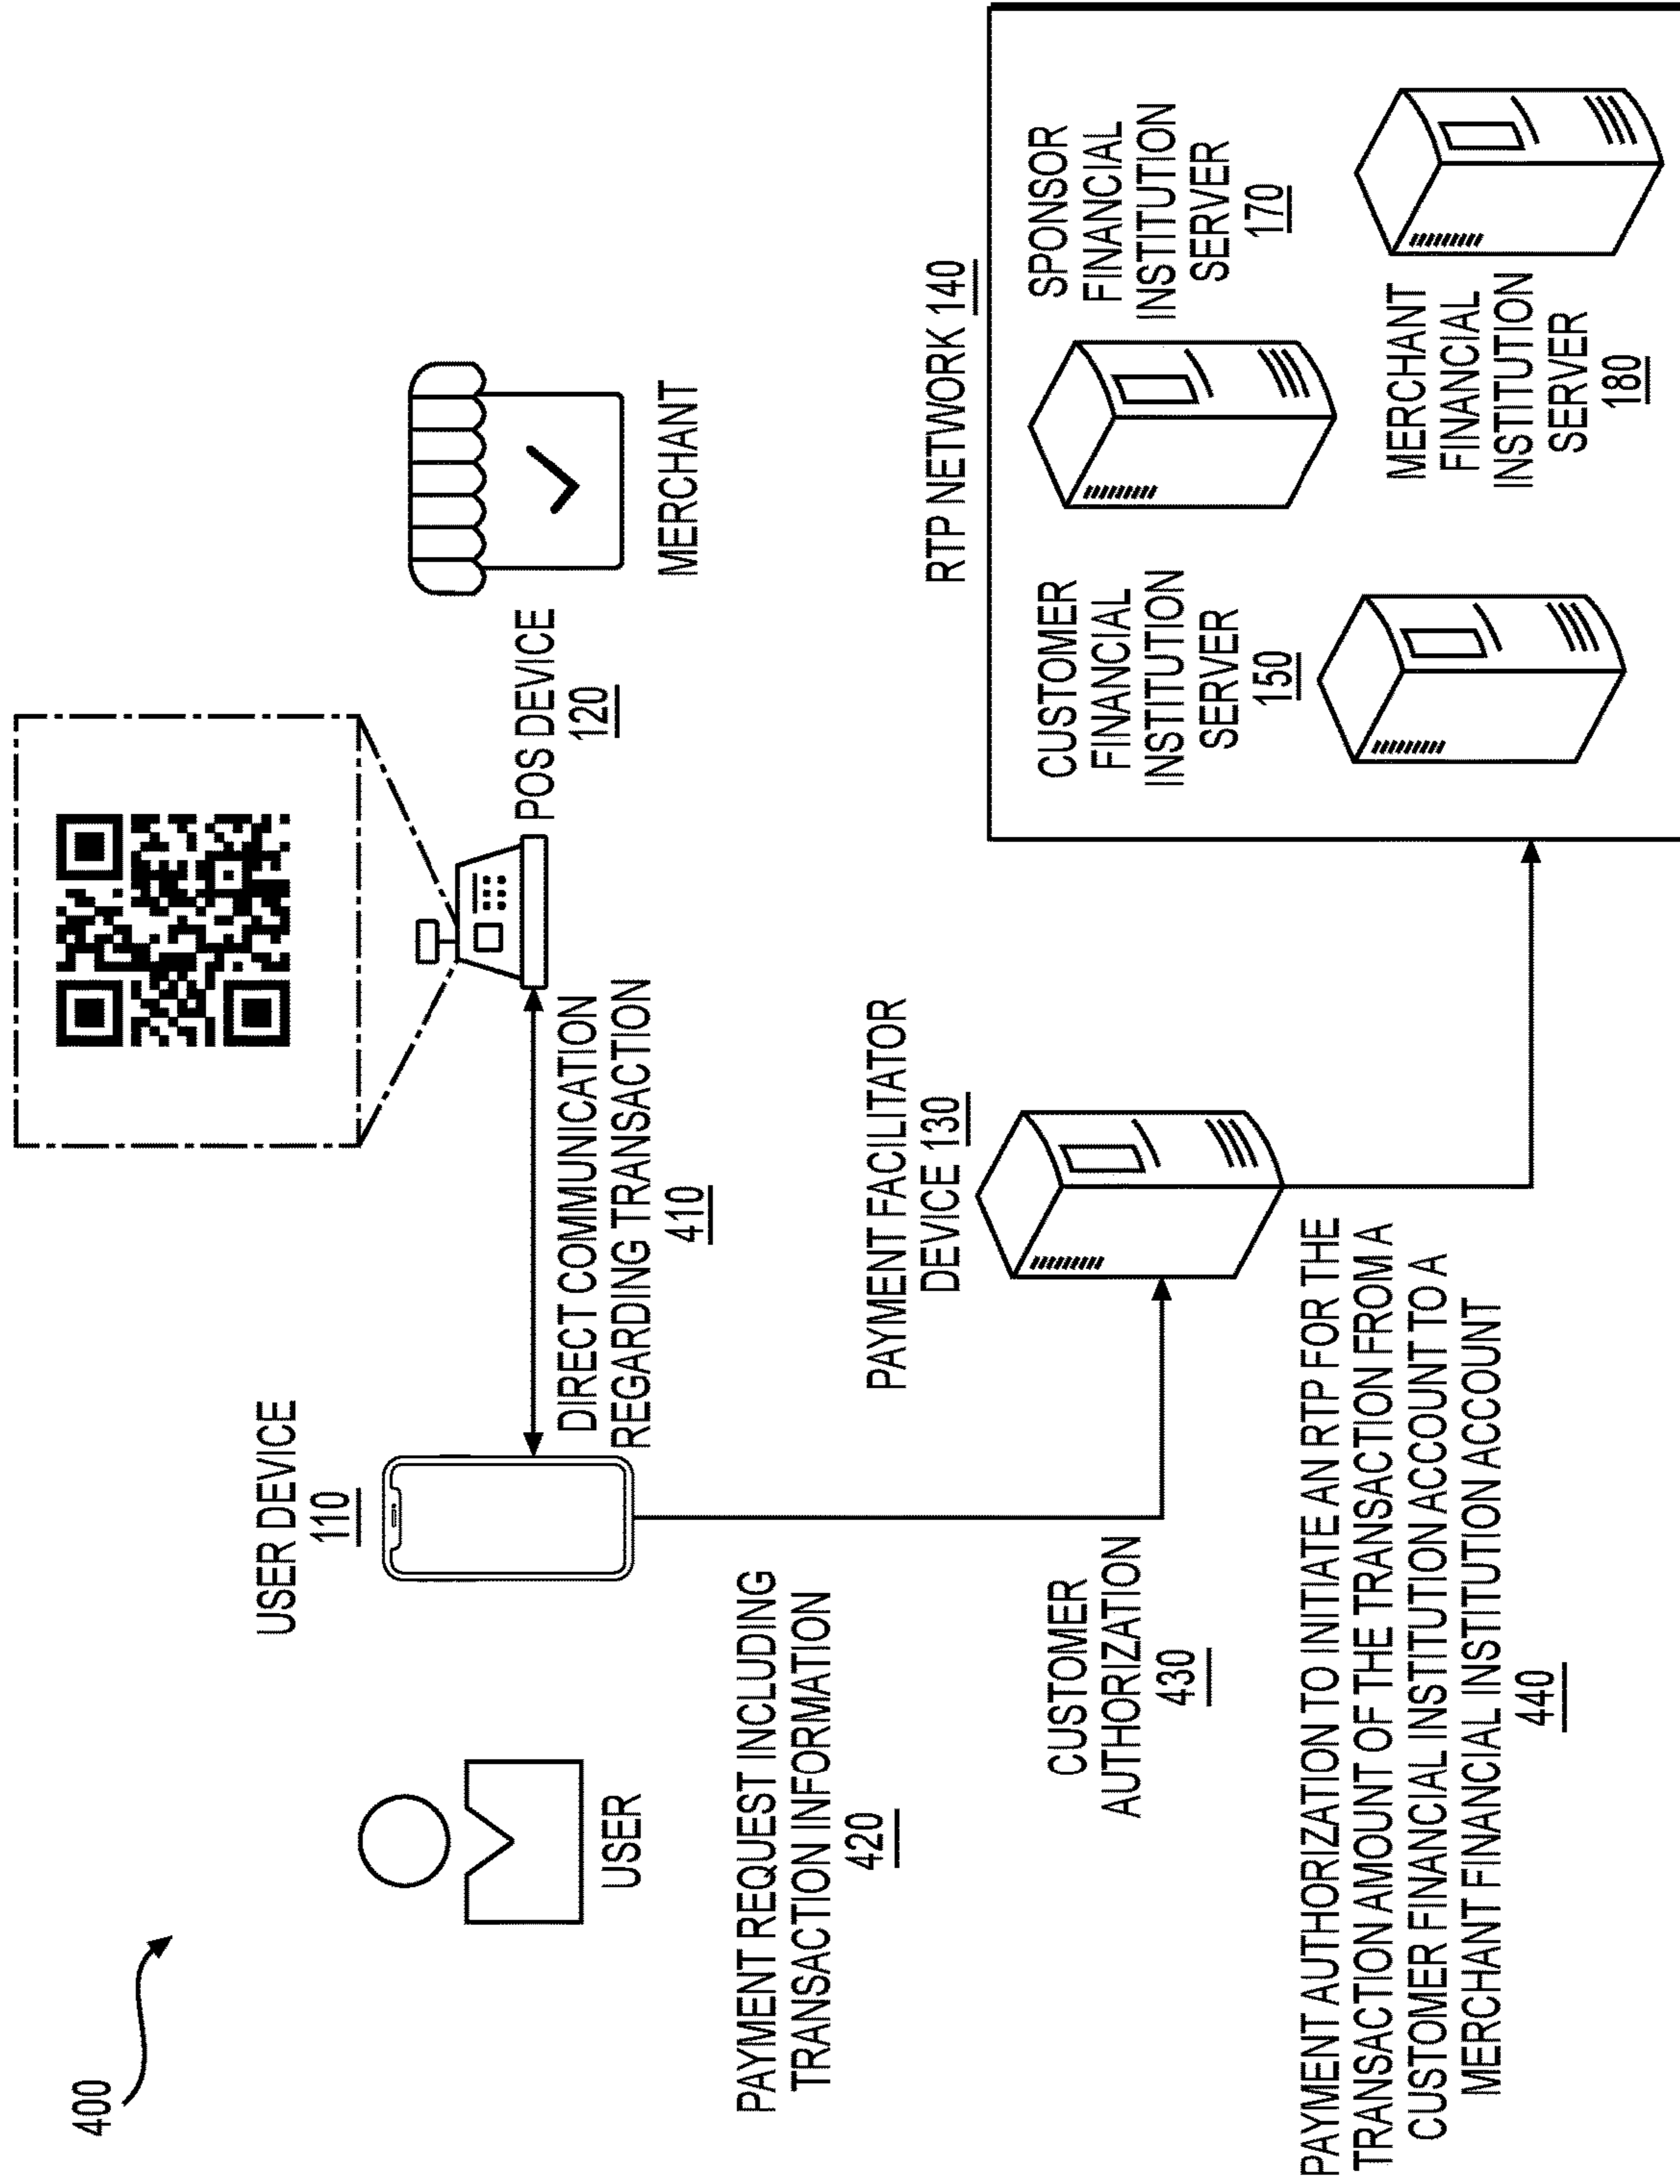 400
USER
USER DEVICE
110
DIRECT COMMUNICATION
REGARDING TRANSACTION
410
POS DEVICE
120
MERCHANT
PAYMENT REQUEST INCLUDING
TRANSACTION INFORMATION
420
CUSTOMER
AUTHORIZATION
430
PAYMENT FACILITATOR
DEVICE 130
PAYMENT AUTHORIZATION TO INITIATE AN RTP FOR THE
TRANSACTION AMOUNT OF THE TRANSACTION FROM A
CUSTOMER FINANCIAL INSTITUTION ACCOUNT TO A
MERCHANT FINANCIAL INSTITUTION ACCOUNT
440
RTP NETWORK 140
CUSTOMER
FINANCIAL
INSTITUTION
SERVER
150
SPONSOR
FINANCIAL
INSTITUTION
SERVER
170
MERCHANT
FINANCIAL
INSTITUTION
SERVER
180